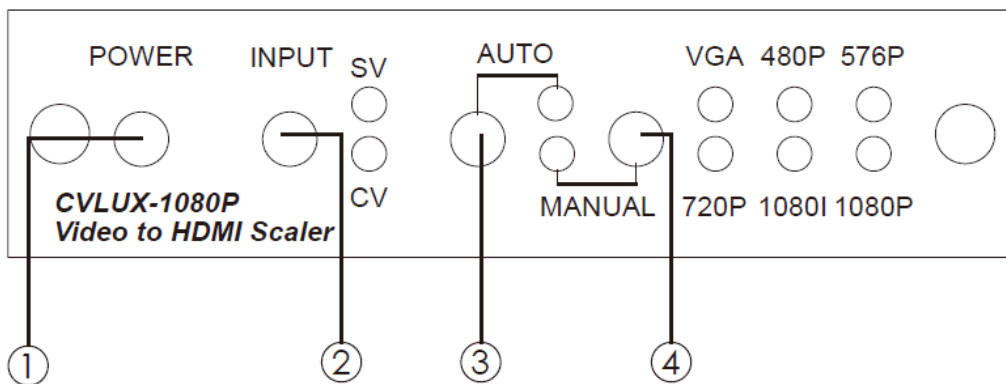 POWER INPUT SV AUTO VGA 480P 576P
CVLUX-1080P CV MANUAL 720P 1080I 1080P
Video to HDMI Scaler
1 2 3 4